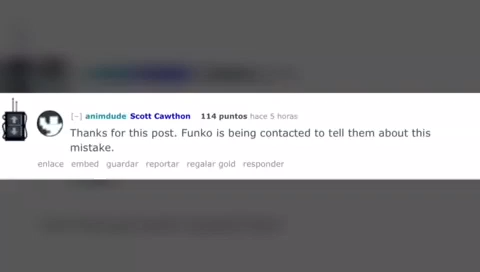 [–] animdude Scott Cawthon 114 puntos hace 5 horas
Thanks for this post. Funko is being contacted to tell them about this
mistake.
enlace embed guardar reportar regalar gold responder